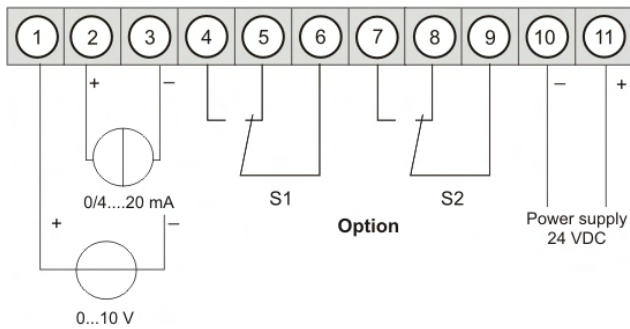 1 2 3 4 5 6 7 8 9 10 11
+ – – +
0/4....20 mA
S1 S2
+ –
Option
Power supply
24 VDC
0...10 V